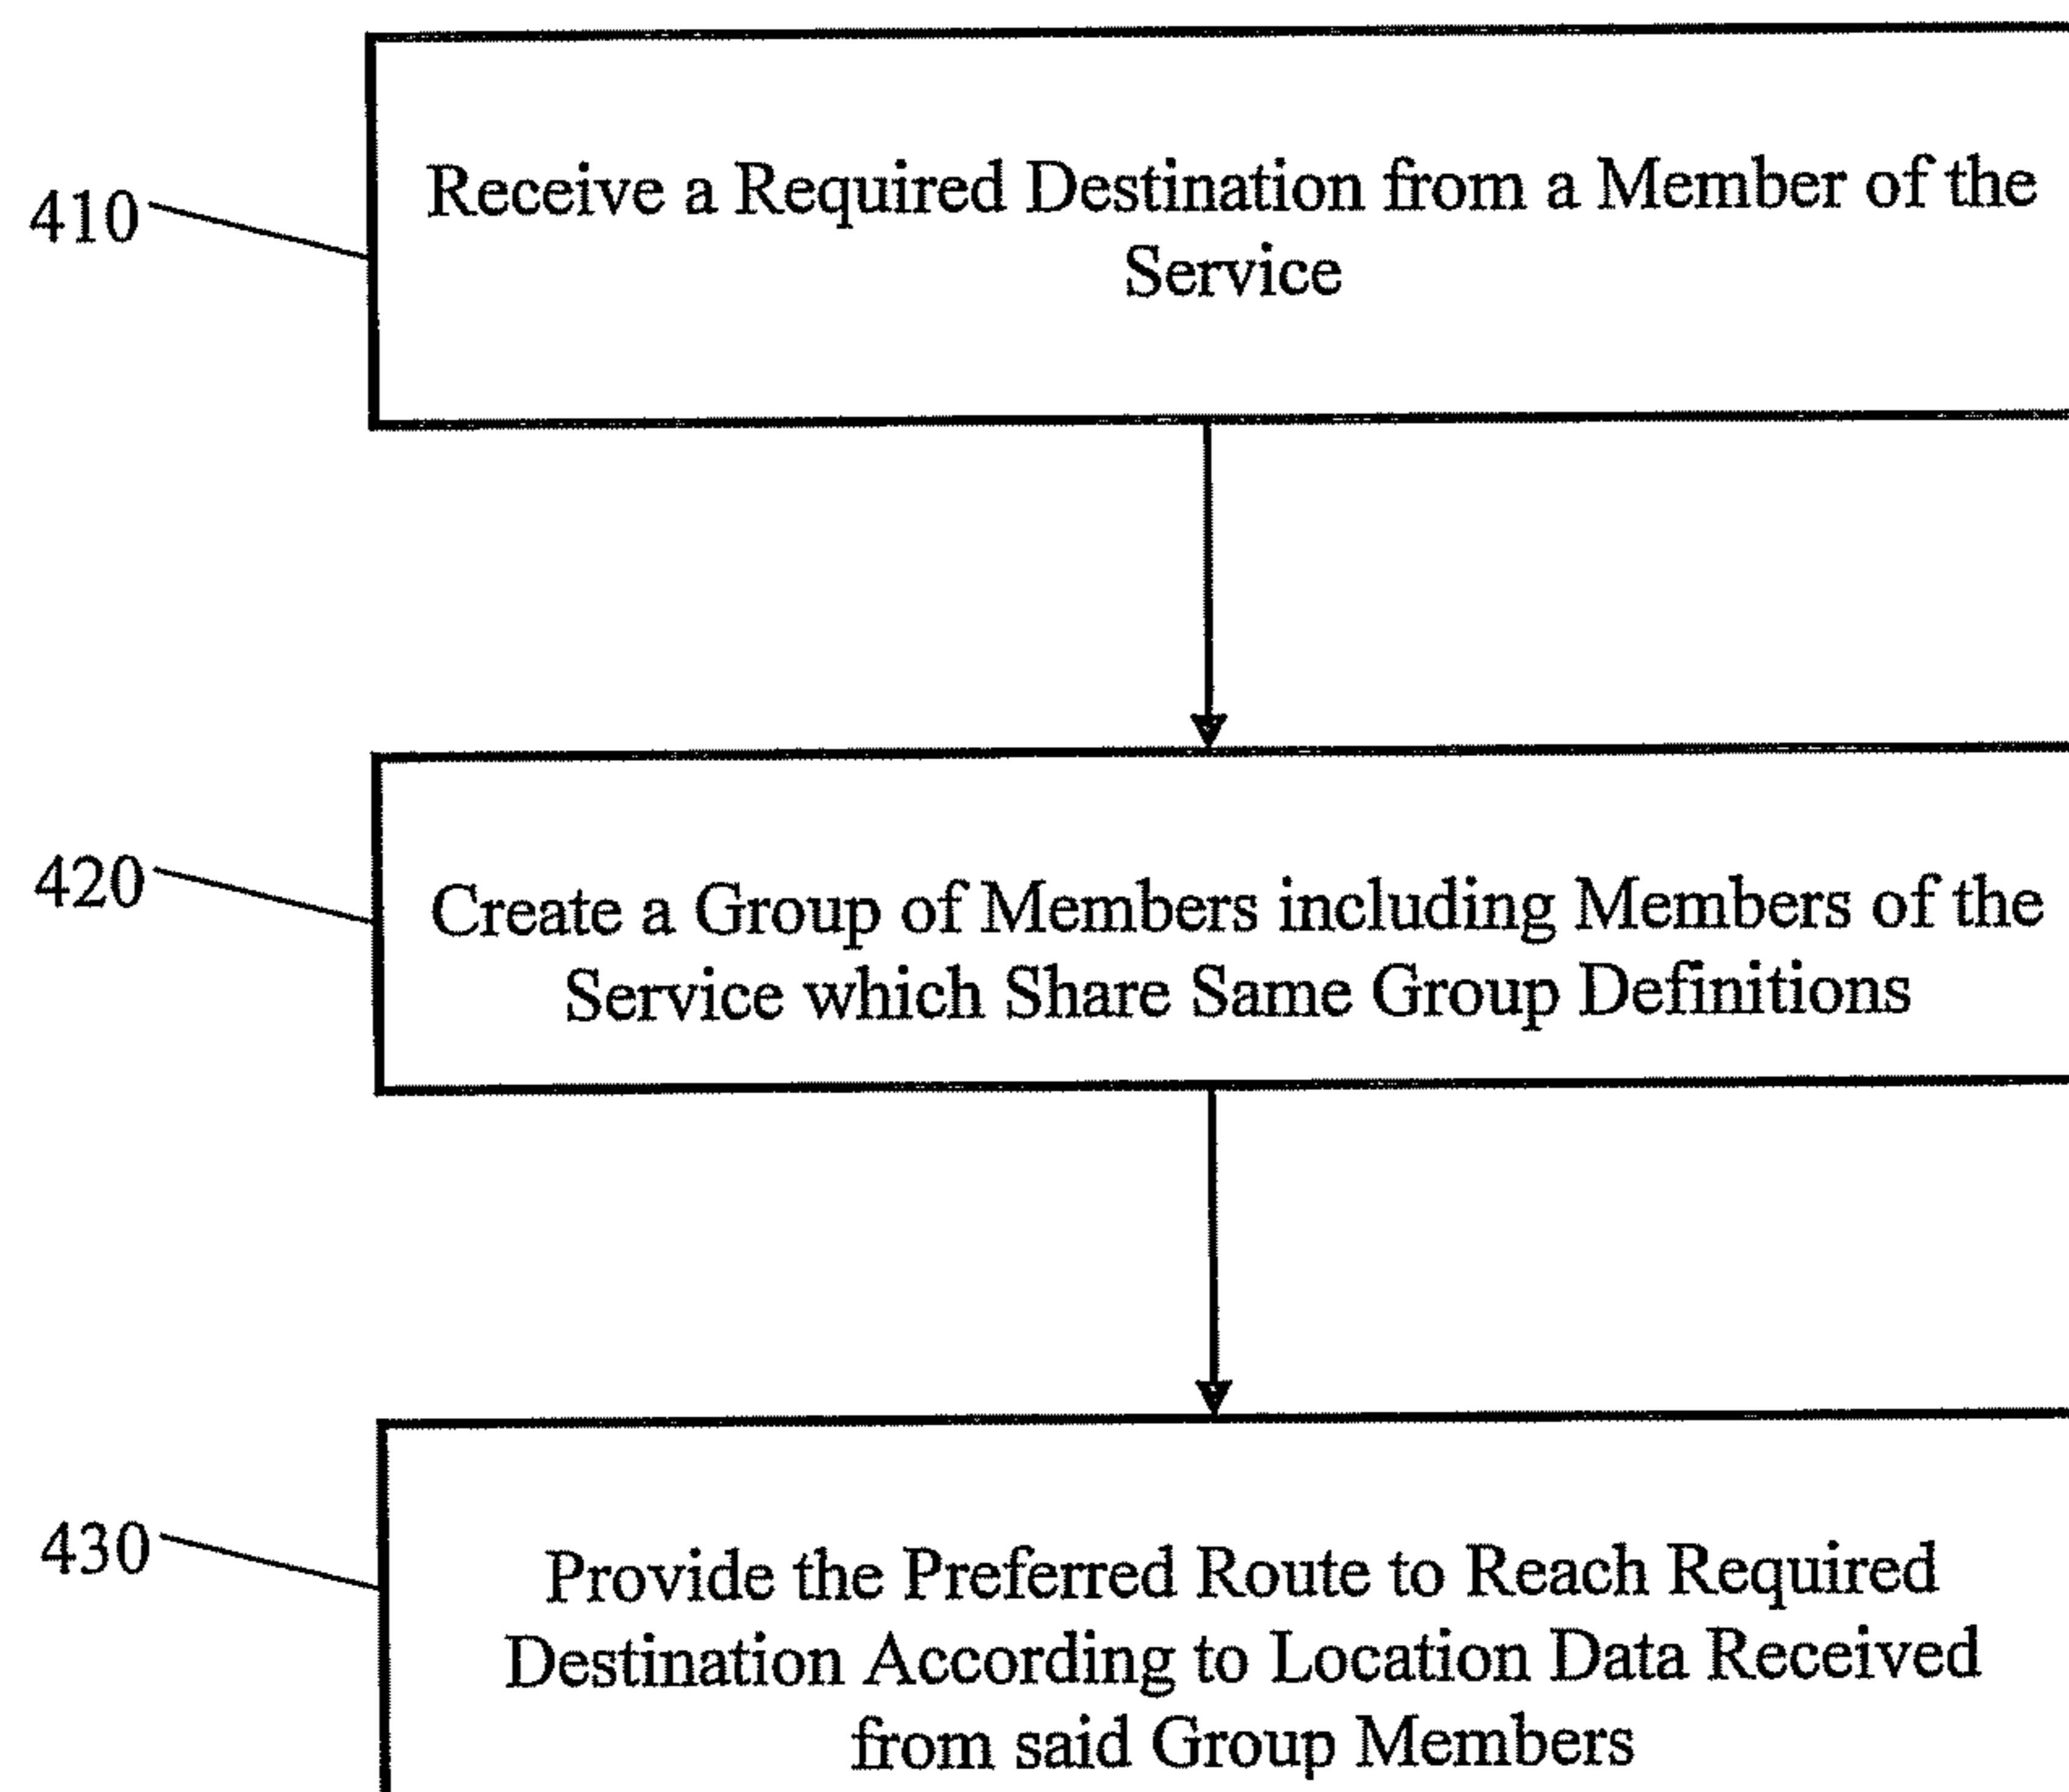 410
Receive a Required Destination from a Member of the
Service
420
Create a Group of Members including Members of the
Service which Share Same Group Definitions
430
Provide the Preferred Route to Reach Required
Destination According to Location Data Received
from said Group Members